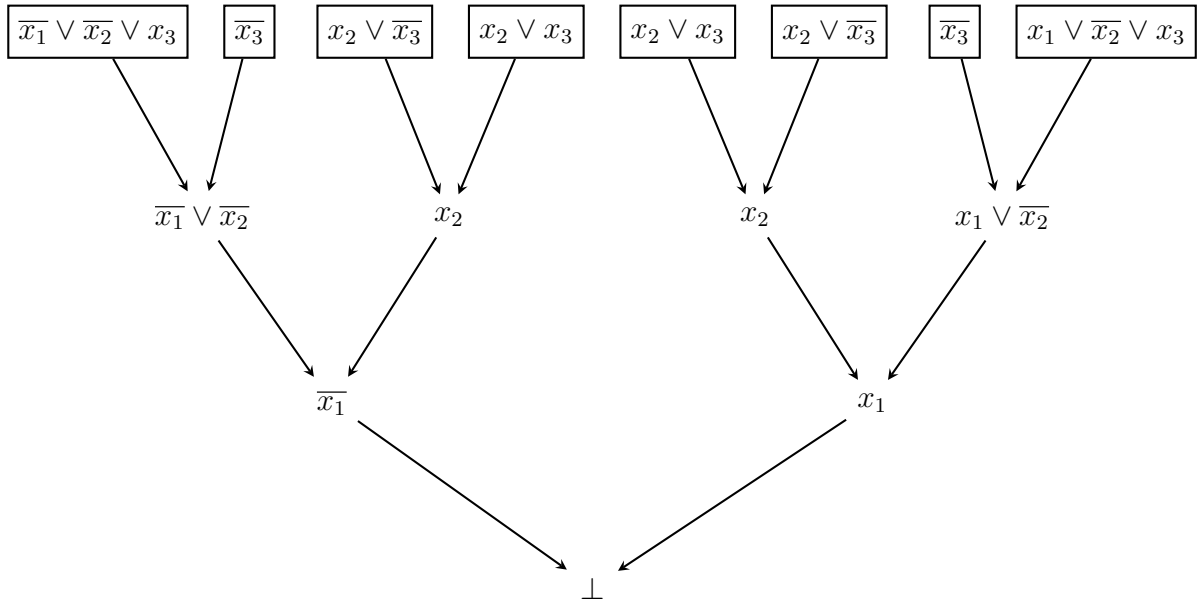 x̅₁ ∨ x̅₂ ∨ x₃ x̅₃ x₂ ∨ x̅₃ x₂ ∨ x₃ x₂ ∨ x₃ x₂ ∨ x̅₃ x̅₃ x₁ ∨ x̅₂ ∨ x₃
x̅₁ ∨ x̅₂ x₂ x₂ x₁ ∨ x̅₂
x̅₁ x₁
⊥